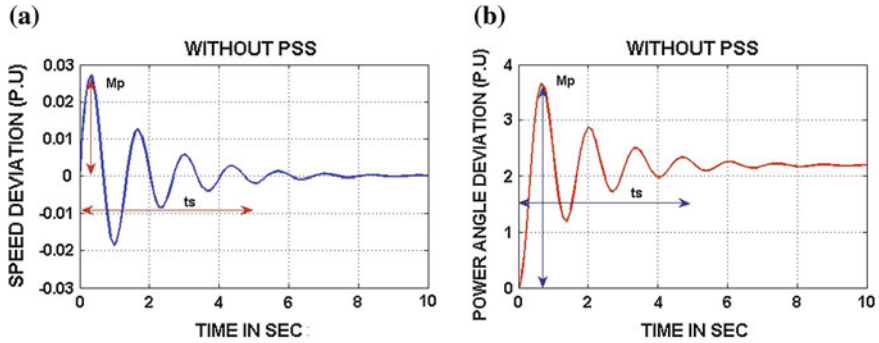 (a)
WITHOUT PSS
SPEED DEVIATION (P.U)
0.03
0.02
0.01
0
-0.01
-0.02
-0.03
Mp
ts
0 2 4 6 8 10
TIME IN SEC
(b)
WITHOUT PSS
POWER ANGLE DEVIATION (P.U)
4
3
2
1
0
Mp
ts
0 2 4 6 8 10
TIME IN SEC